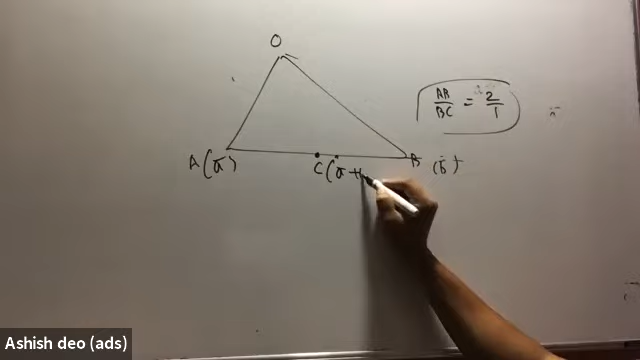 O
AB/BC = 2/1
A(ā) C(ā + B (b̄)
Ashish deo (ads)